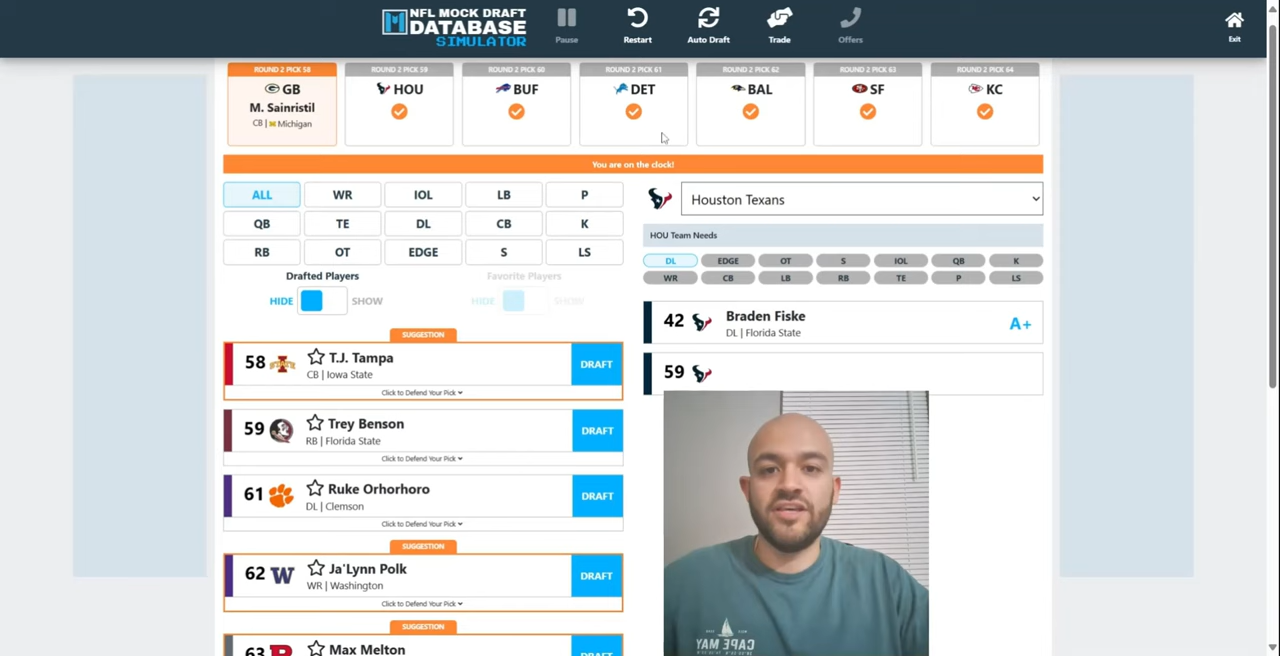 NFL MOCK DRAFT
DATABASE
SIMULATOR
Pause
Restart
Auto Draft
Trade
Offers
Exit
ROUND 2 PICK 58
GB
M. Sainristil
CB | Michigan
ROUND 2 PICK 59
HOU
ROUND 2 PICK 60
BUF
ROUND 2 PICK 61
DET
ROUND 2 PICK 62
BAL
ROUND 2 PICK 63
SF
ROUND 2 PICK 64
KC
You are on the clock!
ALL WR IOL LB P
QB TE DL CB K
RB OT EDGE S LS
Drafted Players
HIDE SHOW
Favorite Players
HIDE SHOW
SUGGESTION
58 T.J. Tampa
CB | Iowa State
DRAFT
Click to Defend Your Pick
59 Trey Benson
RB | Florida State
DRAFT
Click to Defend Your Pick
61 Ruke Orhorhoro
DL | Clemson
DRAFT
Click to Defend Your Pick
SUGGESTION
62 W Ja'Lynn Polk
WR | Washington
DRAFT
Click to Defend Your Pick
SUGGESTION
63 R Max Melton
DRAFT
Houston Texans
HOU Team Needs
DL EDGE OT S IOL QB K
WR CB LB RB TE P LS
42 Braden Fiske
DL | Florida State
A+
59
CAPE MAY